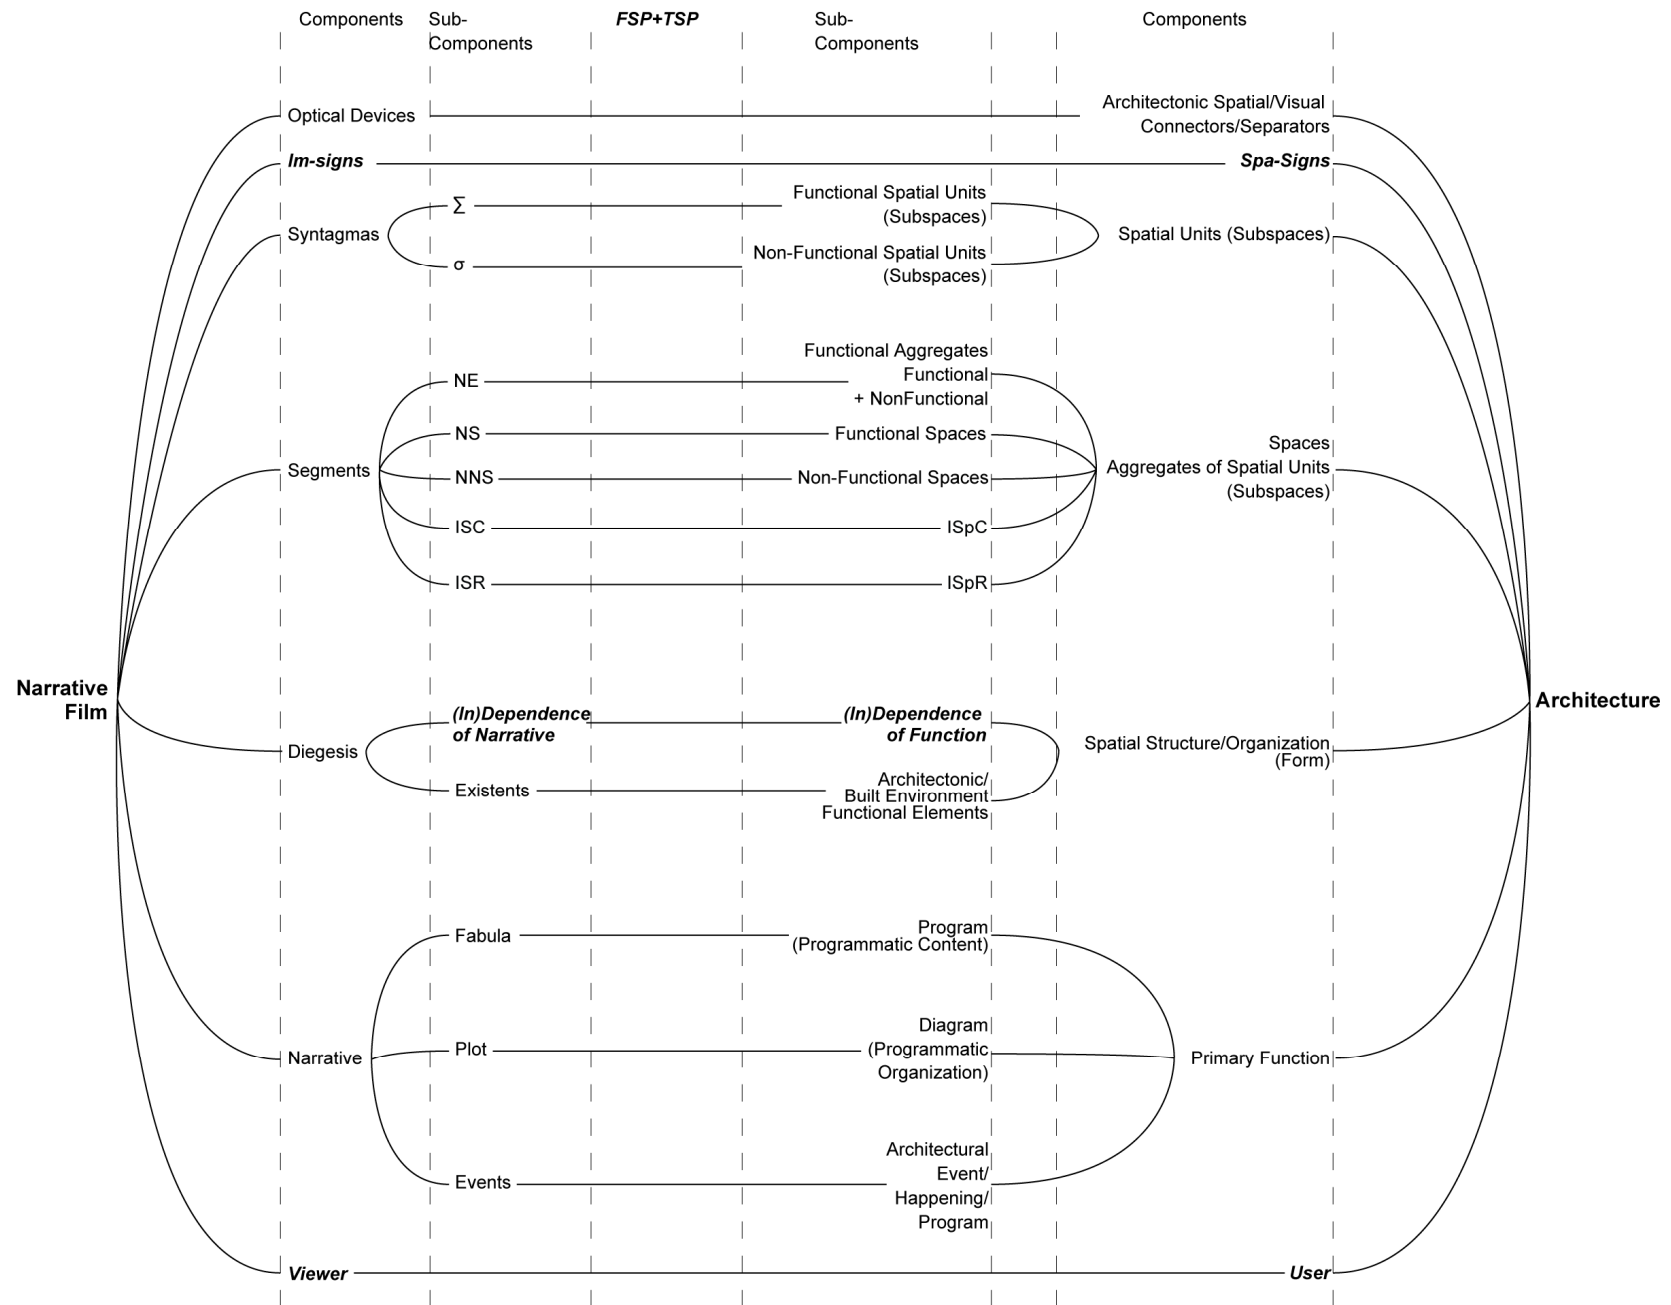 Components
Sub-
Components
FSP+TSP
Sub-
Components
Components
Optical Devices
Architectonic Spatial/Visual
Connectors/Separators
Im-signs
Spa-Signs
Syntagmas
∑
Functional Spatial Units
(Subspaces)
σ
Non-Functional Spatial Units
(Subspaces)
Spatial Units (Subspaces)
Segments
NE
Functional Aggregates
Functional
+ NonFunctional
NS
Functional Spaces
NNS
Non-Functional Spaces
ISC
ISpC
ISR
ISpR
Spaces
Aggregates of Spatial Units
(Subspaces)
Narrative
Film
Architecture
Diegesis
(In)Dependence
of Narrative
(In)Dependence
of Function
Existents
Architectonic/
Built Environment
Functional Elements
Spatial Structure/Organization
(Form)
Narrative
Fabula
Program
(Programmatic Content)
Plot
Diagram
(Programmatic
Organization)
Events
Architectural
Event/
Happening/
Program
Primary Function
Viewer
User